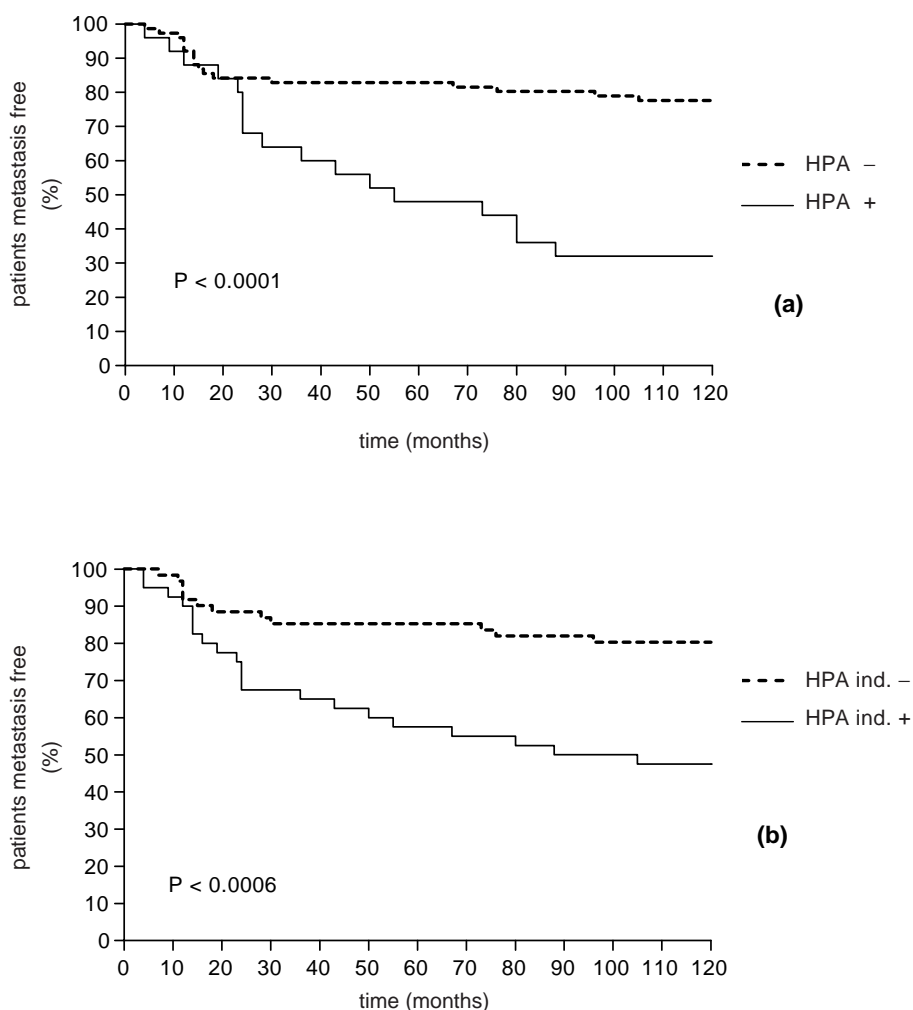 100
90
80
70
60
50
40
30
20
10
0
patients metastasis free
(%)
P < 0.0001
0 10 20 30 40 50 60 70 80 90 100 110 120
time (months)
HPA –
HPA +
(a)
100
90
80
70
60
50
40
30
20
10
0
patients metastasis free
(%)
P < 0.0006
0 10 20 30 40 50 60 70 80 90 100 110 120
time (months)
HPA ind. –
HPA ind. +
(b)